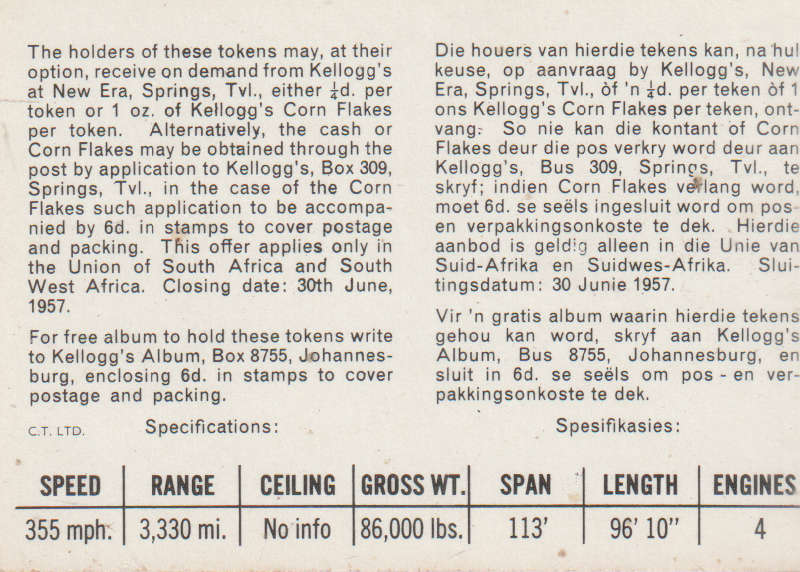 The holders of these tokens may, at their
option, receive on demand from Kellogg's
at New Era, Springs, Tvl., either ¼d. per
token or 1 oz. of Kellogg's Corn Flakes
per token. Alternatively, the cash or
Corn Flakes may be obtained through the
post by application to Kellogg's, Box 309,
Springs, Tvl., in the case of the Corn
Flakes such application to be accompa-
nied by 6d. in stamps to cover postage
and packing. This offer applies only in
the Union of South Africa and South
West Africa. Closing date: 30th June,
1957.
For free album to hold these tokens write
to Kellogg's Album, Box 8755, Johannes-
burg, enclosing 6d. in stamps to cover
postage and packing.
C.T. LTD.
Specifications:
Die houers van hierdie tekens kan, na hul
keuse, op aanvraag by Kellogg's, New
Era, Springs, Tvl., òf 'n ¼d. per teken òf 1
ons Kellogg's Corn Flakes per teken, ont-
vang. So nie kan die kontant of Corn
Flakes deur die pos verkry word deur aan
Kellogg's, Bus 309, Springs, Tvl., te
skryf; indien Corn Flakes verlang word,
moet 6d. se seëls ingesluit word om pos-
en verpakkingsonkoste te dek. Hierdie
aanbod is geldig alleen in die Unie van
Suid-Afrika en Suidwes-Afrika. Slui-
tingsdatum: 30 Junie 1957.
Vir 'n gratis album waarin hierdie tekens
gehou kan word, skryf aan Kellogg's
Album, Bus 8755, Johannesburg, en
sluit in 6d. se seëls om pos-en ver-
pakkingsonkoste te dek.
Spesifikasies:
SPEED RANGE CEILING GROSS WT. SPAN LENGTH ENGINES
355 mph. 3,330 mi. No info 86,000 lbs. 113' 96' 10" 4